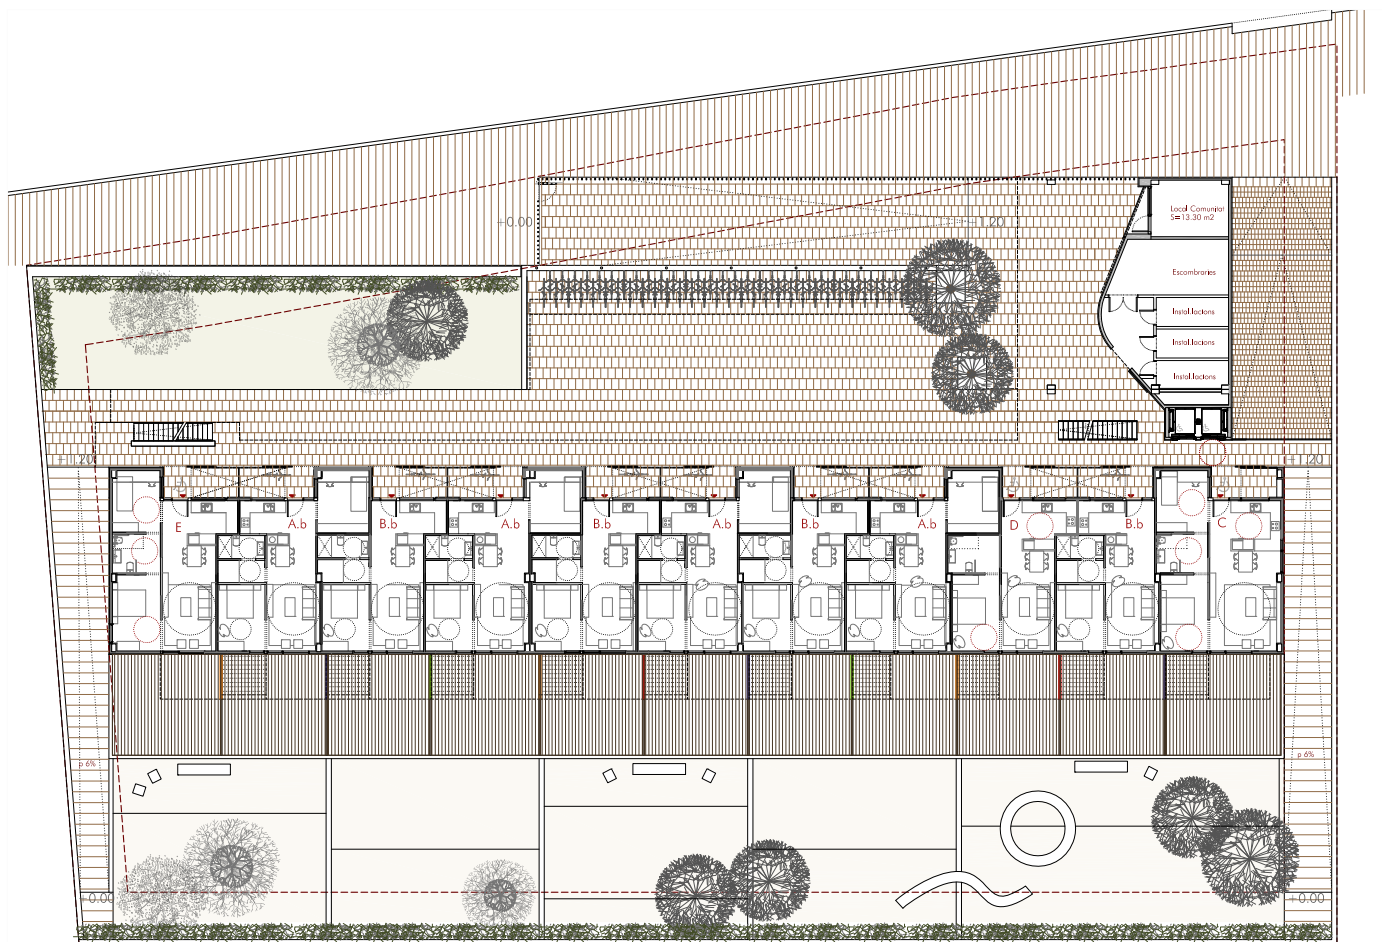 Local Comunitat
S=13.30 m2
+0.00
+1.20
Escombraries
Instal.lacions
Instal.lacions
Instal.lacions
+1.20
+1.20
E
A.b
B.b
A.b
B.b
A.b
B.b
A.b
D
B.b
C
p 6%
p 6%
+0.00
+0.00